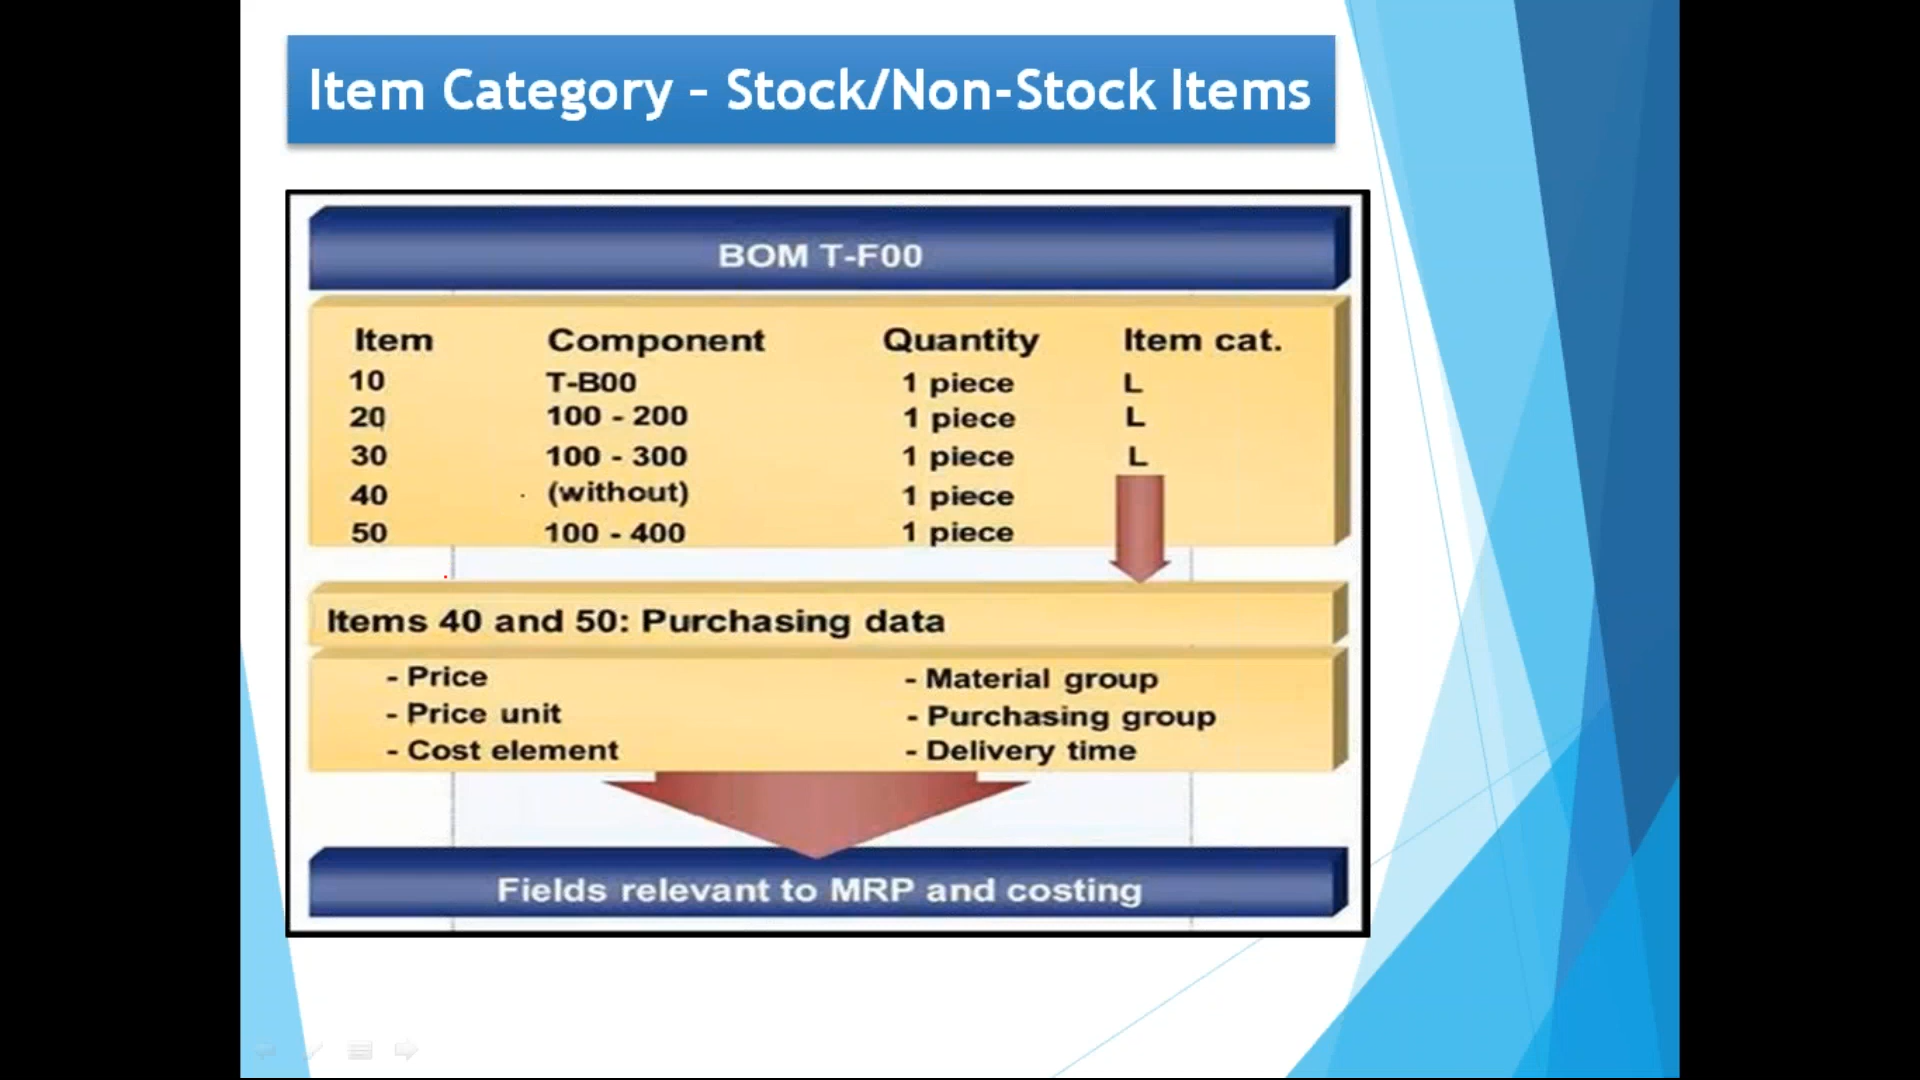 Item Category – Stock/Non-Stock Items
BOM T-F00
Item Component Quantity Item cat.
10 T-B00 1 piece L
20 100 - 200 1 piece L
30 100 - 300 1 piece L
40 (without) 1 piece
50 100 - 400 1 piece
Items 40 and 50: Purchasing data
- Price - Material group
- Price unit - Purchasing group
- Cost element - Delivery time
Fields relevant to MRP and costing